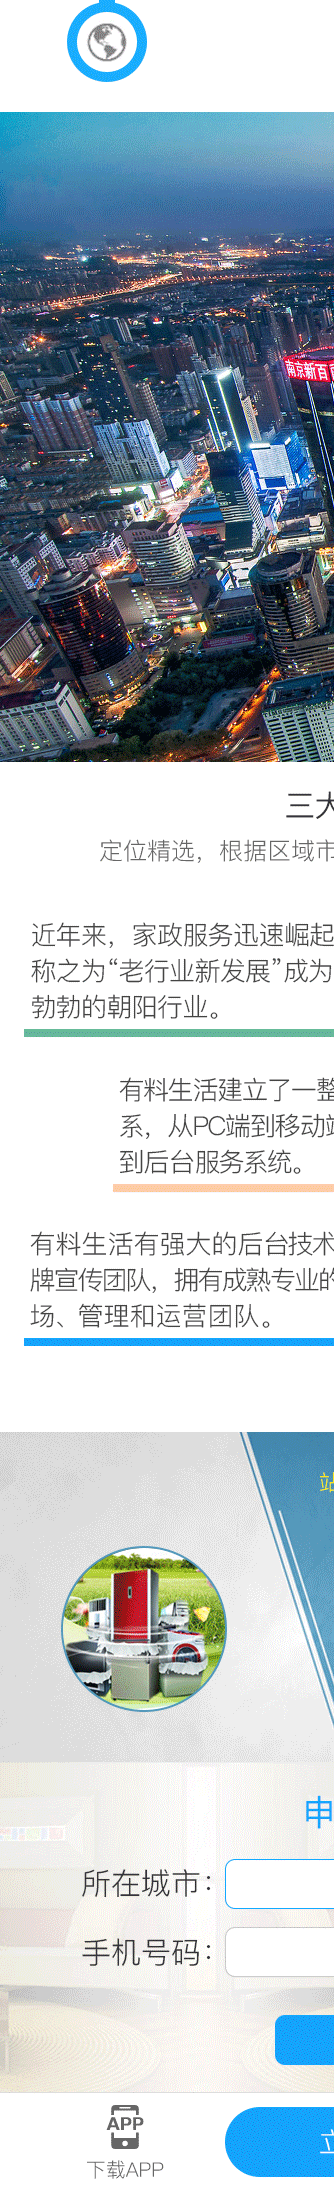 南京新百
三大
定位精选，根据区域市
近年来，家政服务迅速崛起
称之为“老行业新发展”成为
勃勃的朝阳行业。
有料生活建立了一整
系，从PC端到移动端
到后台服务系统。
有料生活有强大的后台技术
牌宣传团队，拥有成熟专业的
场、管理和运营团队。
站
申
所在城市：
手机号码：
APP
下载APP
立